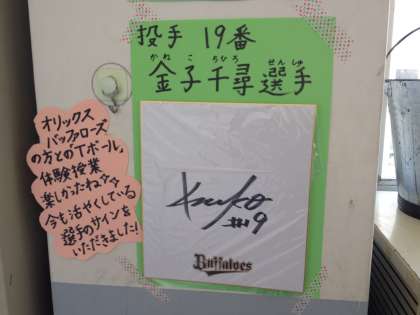 投手 19番
かね こ ち ひろ せん しゅ
金子千尋選手
オリックス
バッファローズ
の方との「Tボール」
体験授業
楽しかったね☆☆
今も活やくしている
選手のサインを
いただきました!
#19
Buffaloes